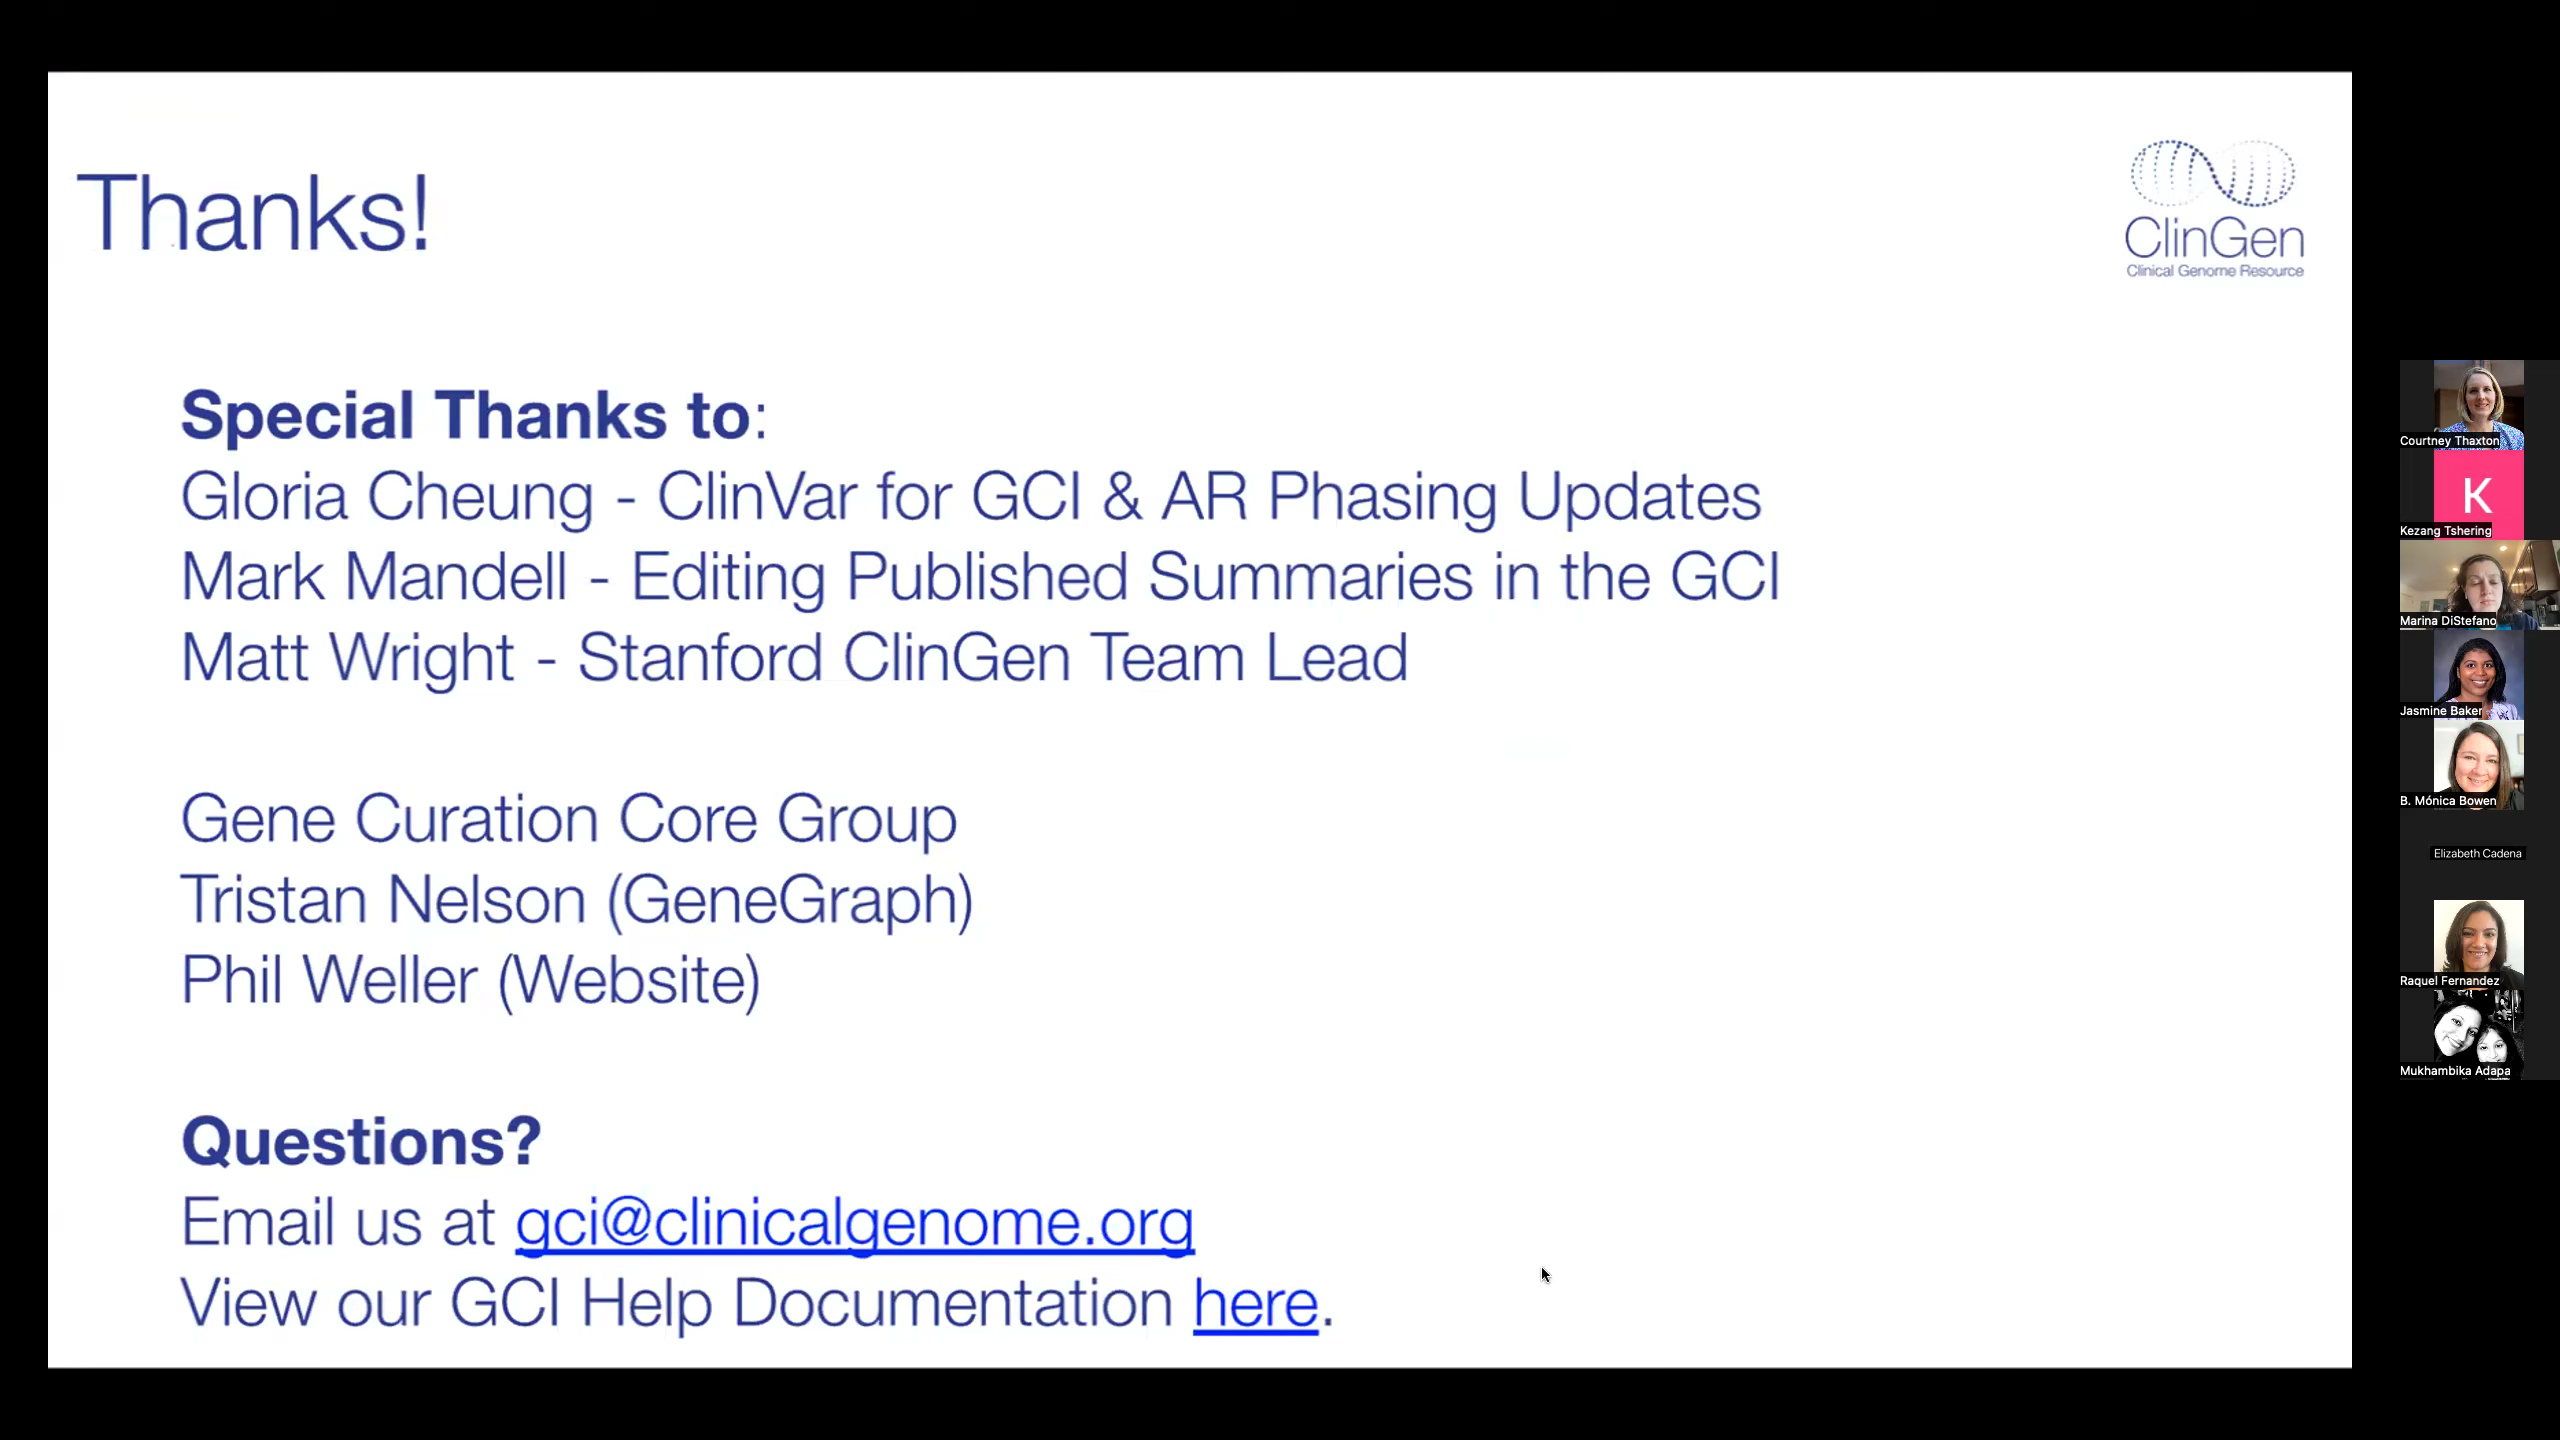 Thanks!
ClinGen
Clinical Genome Resource
Special Thanks to:
Gloria Cheung - ClinVar for GCI & AR Phasing Updates
Mark Mandell - Editing Published Summaries in the GCI
Matt Wright - Stanford ClinGen Team Lead
Gene Curation Core Group
Tristan Nelson (GeneGraph)
Phil Weller (Website)
Questions?
Email us at gci@clinicalgenome.org
View our GCI Help Documentation here.
Courtney Thaxton
K
Kezang Tshering
Marina DiStefano
Jasmine Baker
B. Mónica Bowen
Elizabeth Cadena
Raquel Fernandez
Mukhambika Adapa